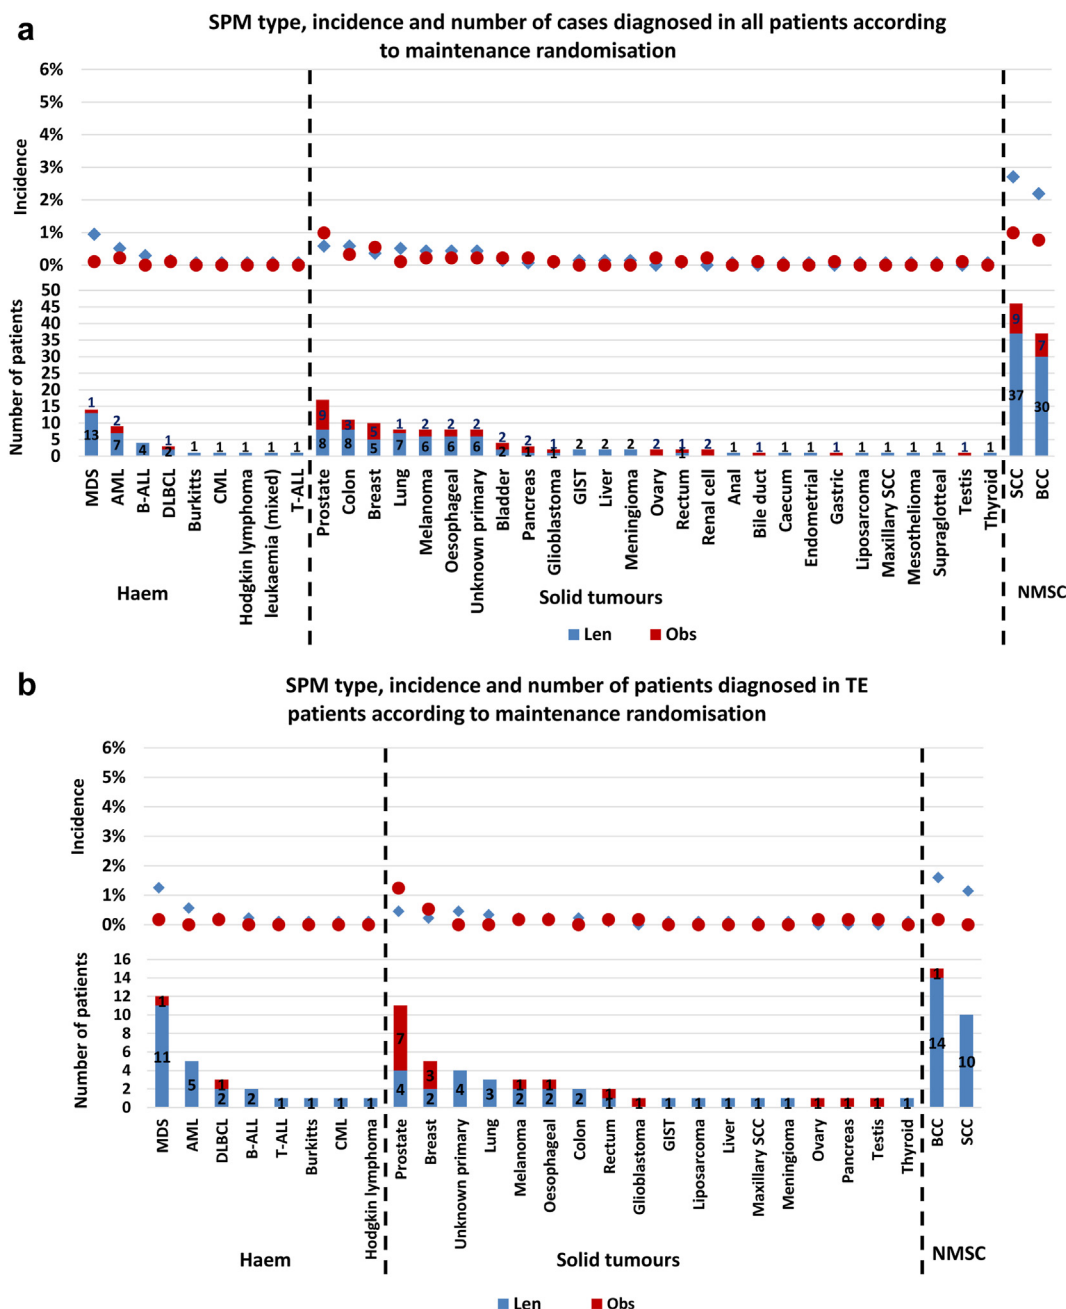 a
SPM type, incidence and number of cases diagnosed in all patients according
to maintenance randomisation
6%
5%
4%
3%
2%
1%
0%
Incidence
50
45
40
35
30
25
20
15
10
5
0
Number of patients
1 2 1 1 1 1 1 1
13 7 4 2
9 3 5 1 2 2 2 2 2 1 2 2 2 2 1 2 1 1 1 1 1 1 1 1 1 1 1
8 8 5 7 6 6 6 2 1 1 1
9 7
37 30
MDS
AML
B-ALL
DLBCL
Burkitts
CML
Hodgkin lymphoma
leukaemia (mixed)
T-ALL
Prostate
Colon
Breast
Lung
Melanoma
Oesophageal
Unknown primary
Bladder
Pancreas
Glioblastoma
GIST
Liver
Meningioma
Ovary
Rectum
Renal cell
Anal
Bile duct
Caecum
Endometrial
Gastric
Liposarcoma
Maxillary SCC
Mesothelioma
Supraglotteal
Testis
Thyroid
SCC
BCC
Haem
Solid tumours
NMSC
Len Obs
b
SPM type, incidence and number of patients diagnosed in TE
patients according to maintenance randomisation
6%
5%
4%
3%
2%
1%
0%
Incidence
16
14
12
10
8
6
4
2
0
Number of patients
1 1
11 5 2 2 1 1 1 1
7 3 1 1 1
4 2 4 3 2 2 2 1 1 1 1 1 1 1 1 1 1 1
1
14 10
MDS
AML
DLBCL
B-ALL
T-ALL
Burkitts
CML
Hodgkin lymphoma
Prostate
Breast
Unknown primary
Lung
Melanoma
Oesophageal
Colon
Rectum
Glioblastoma
GIST
Liposarcoma
Liver
Maxillary SCC
Meningioma
Ovary
Pancreas
Testis
Thyroid
BCC
SCC
Haem
Solid tumours
NMSC
Len Obs